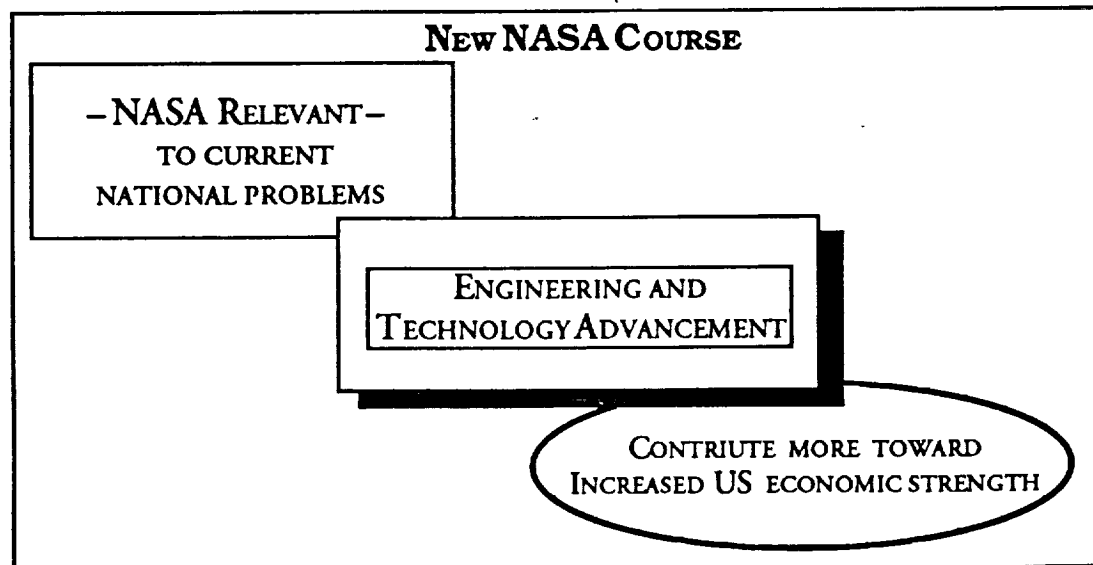 NEW NASA COURSE
–NASA RELEVANT–
TO CURRENT
NATIONAL PROBLEMS
ENGINEERING AND
TECHNOLOGY ADVANCEMENT
CONTRIUTE MORE TOWARD
INCREASED US ECONOMIC STRENGTH